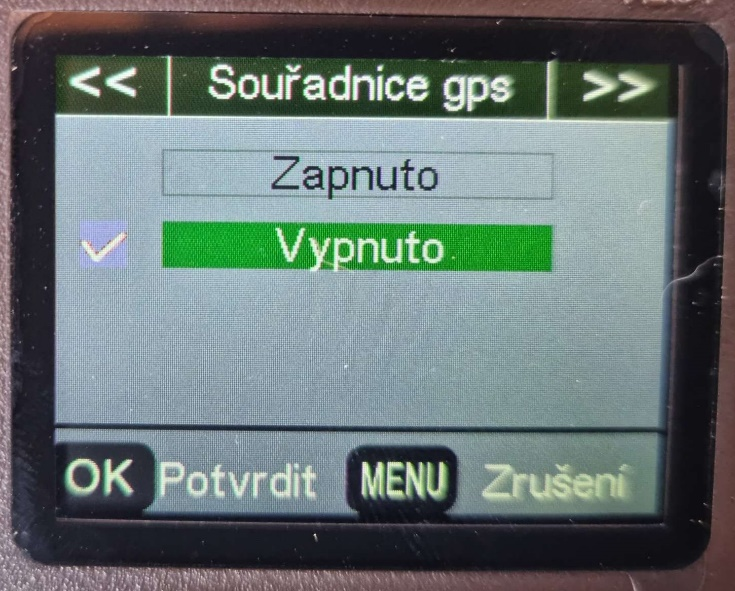 << Souřadnice gps >>
Zapnuto
Vypnuto
OK Potvrdit MENU Zrušení